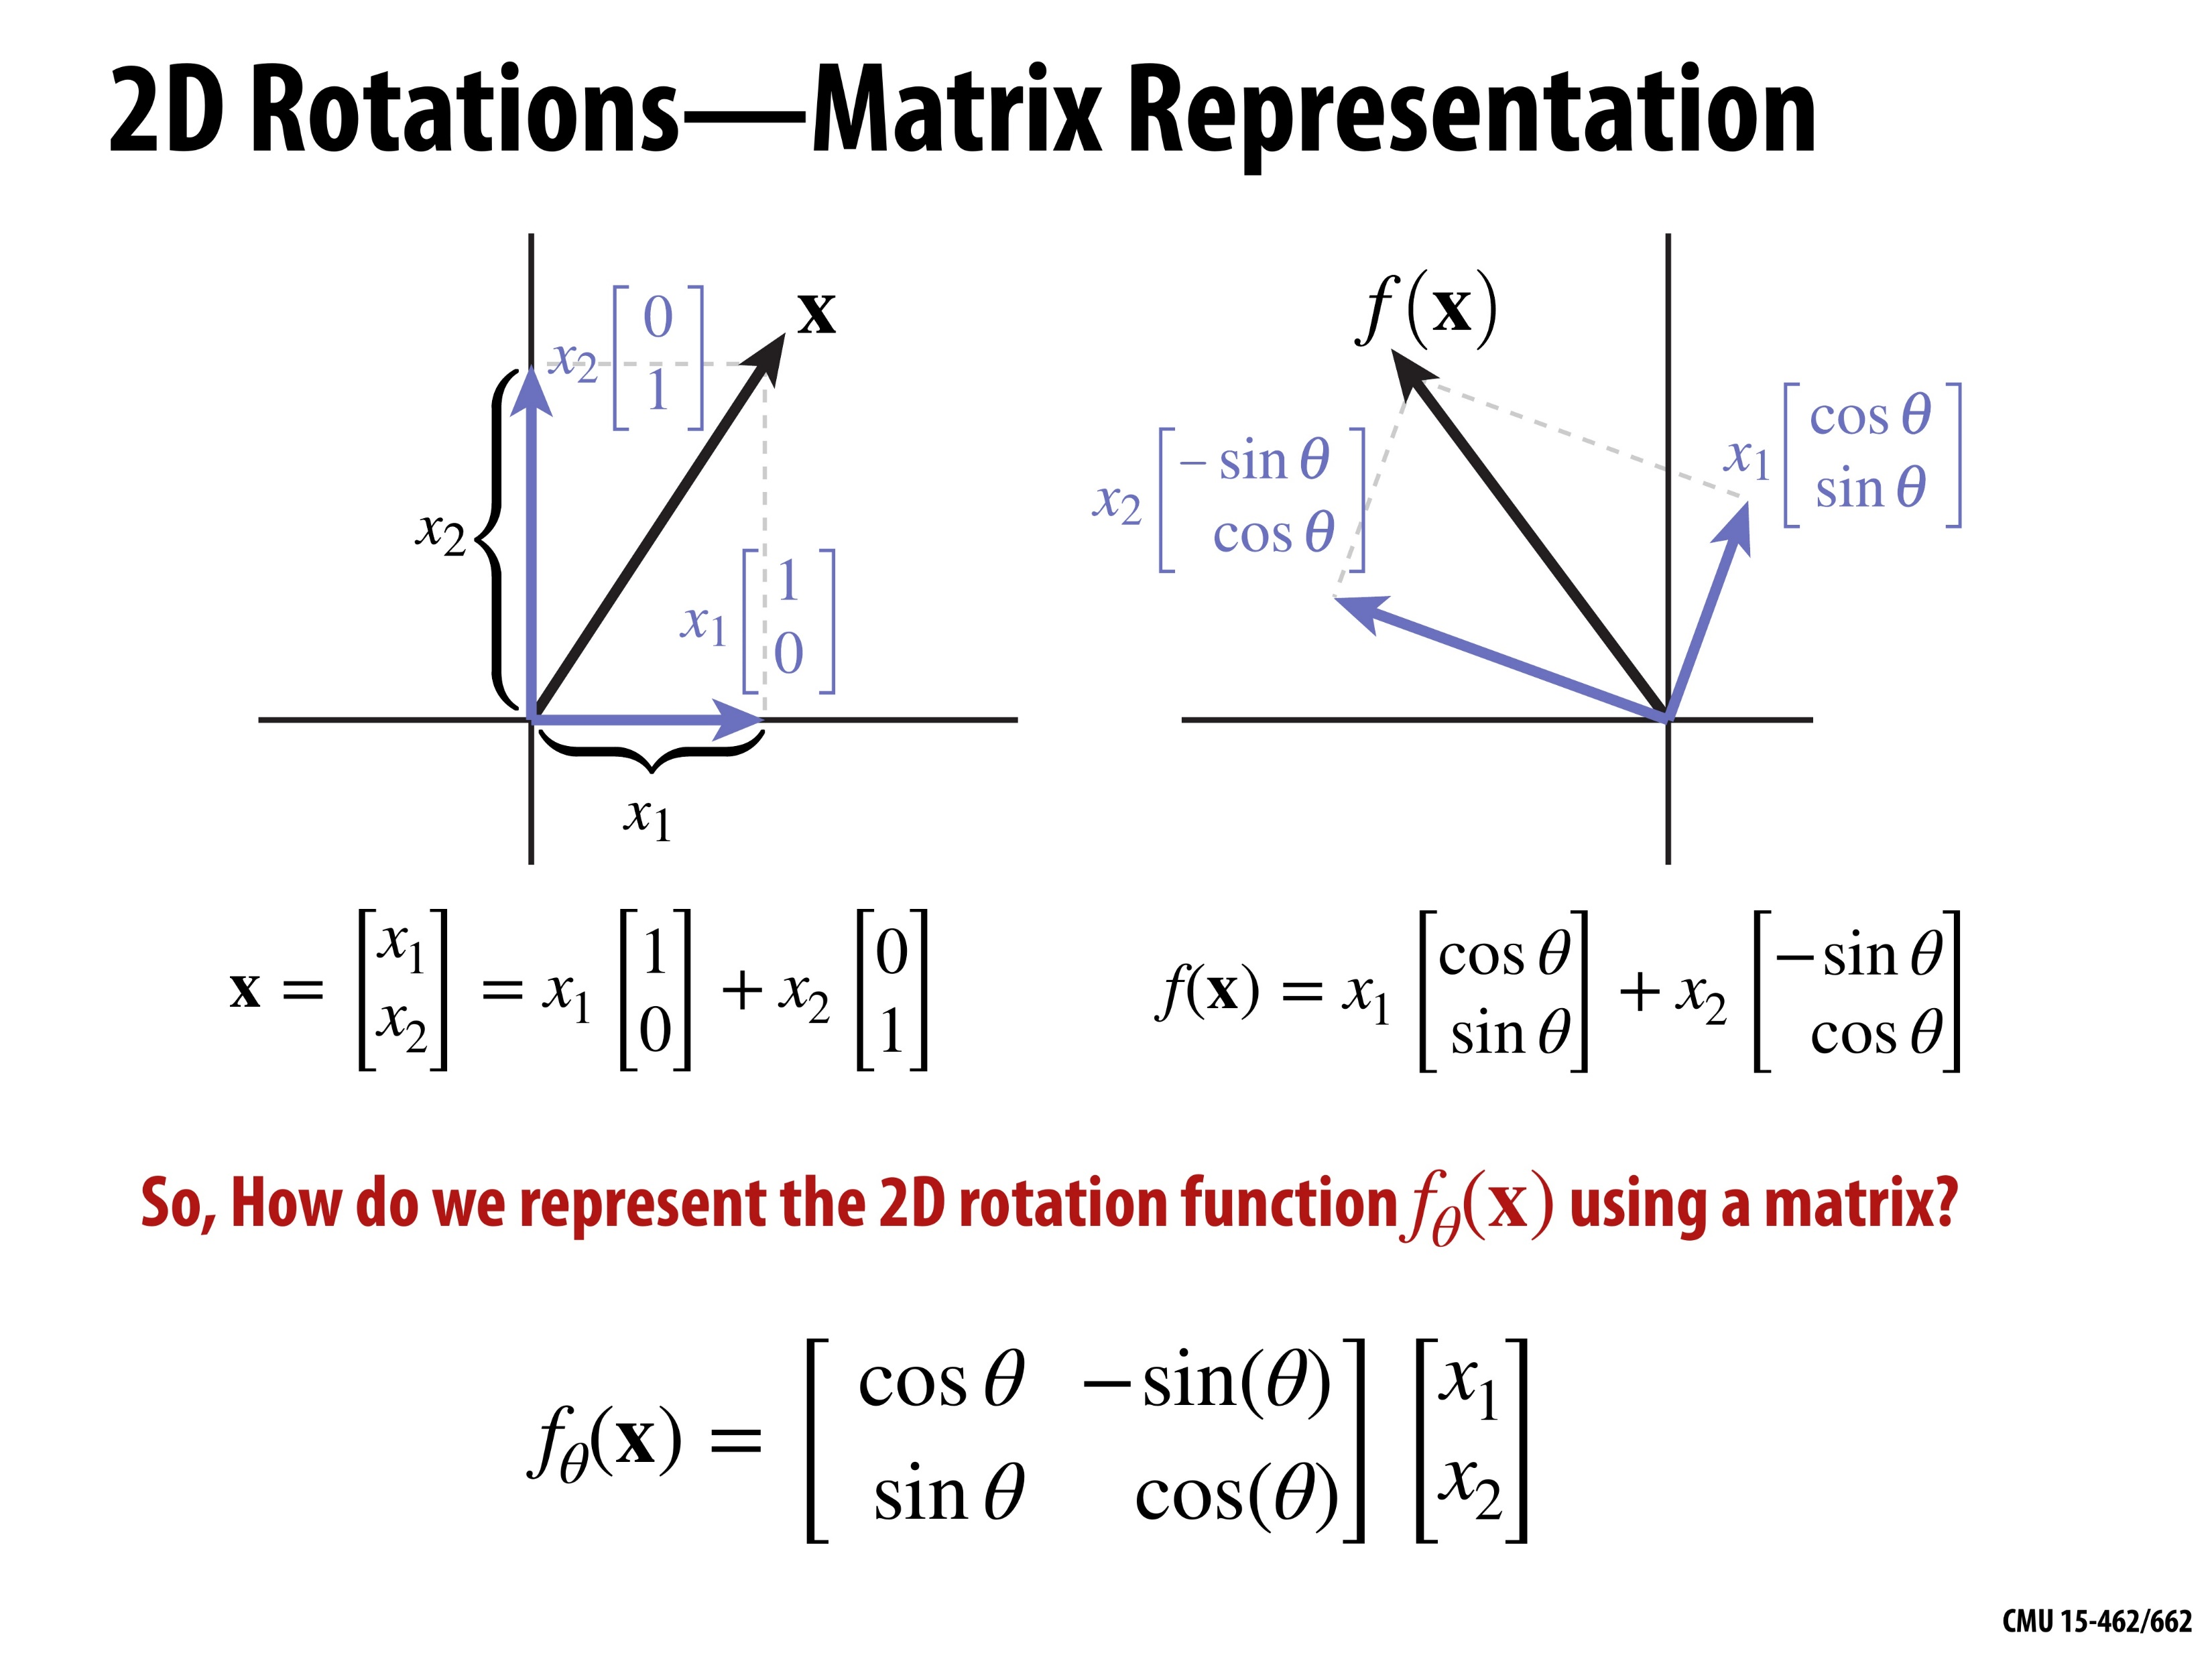 2D Rotations—Matrix Representation
x₂ [0 1]
x
x₂
x₁ [1 0]
x₁
f(x)
x₂ [−sin θ cos θ]
x₁ [cos θ sin θ]
x = [x₁ x₂] = x₁ [1 0] + x₂ [0 1]
f(x) = x₁ [cos θ sin θ] + x₂ [−sin θ cos θ]
So, How do we represent the 2D rotation function f_θ(x) using a matrix?
f_θ(x) = [cos θ −sin(θ) sin θ cos(θ)] [x₁ x₂]
CMU 15-462/662